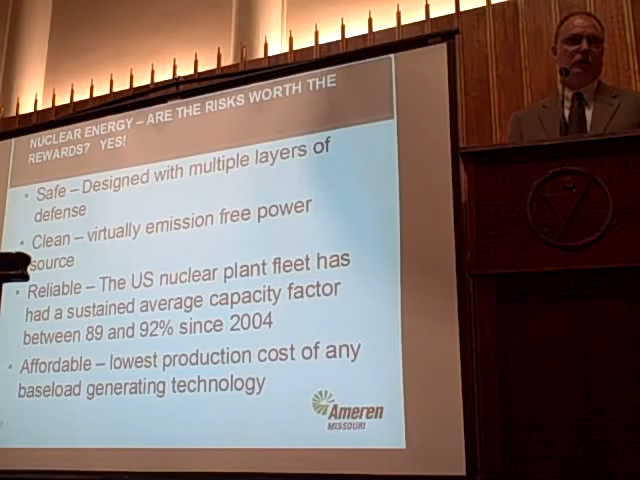 NUCLEAR ENERGY – ARE THE RISKS WORTH THE
REWARDS? YES!
• Safe – Designed with multiple layers of
defense
• Clean – virtually emission free power
source
• Reliable – The US nuclear plant fleet has
had a sustained average capacity factor
between 89 and 92% since 2004
• Affordable – lowest production cost of any
baseload generating technology
Ameren
MISSOURI